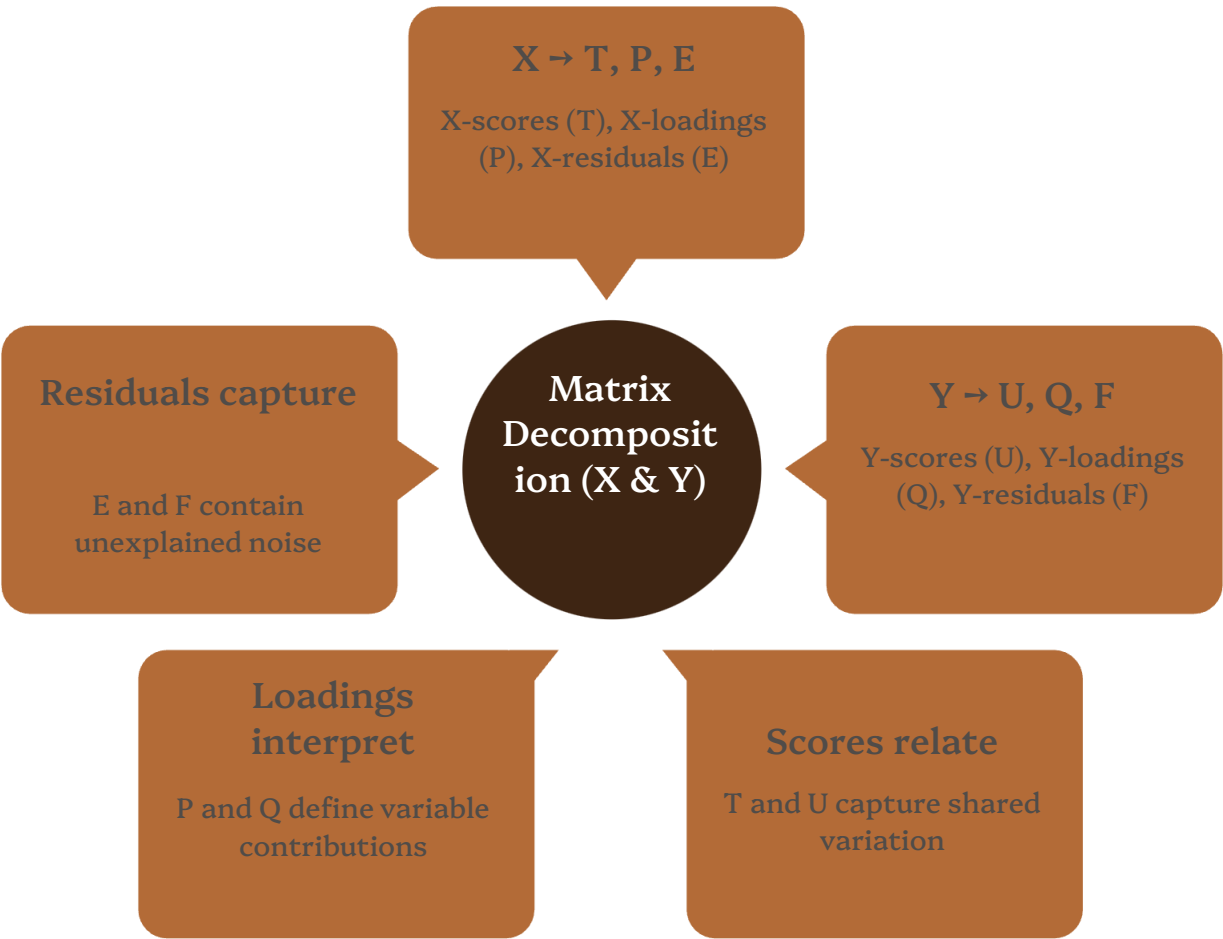 X → T, P, E
X-scores (T), X-loadings
(P), X-residuals (E)
Residuals capture
E and F contain
unexplained noise
Matrix
Decomposit
ion (X & Y)
Y → U, Q, F
Y-scores (U), Y-loadings
(Q), Y-residuals (F)
Loadings
interpret
P and Q define variable
contributions
Scores relate
T and U capture shared
variation